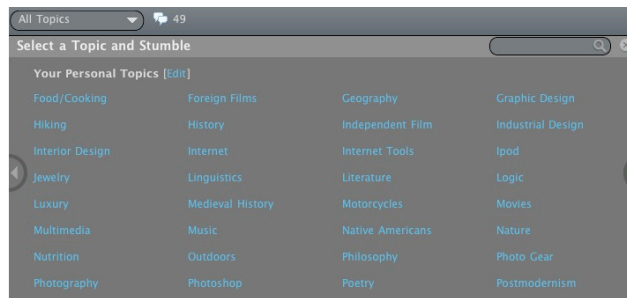 All Topics 49
Select a Topic and Stumble
Your Personal Topics [Edit]
Food/Cooking Foreign Films Geography Graphic Design
Hiking History Independent Film Industrial Design
Interior Design Internet Internet Tools Ipod
Jewelry Linguistics Literature Logic
Luxury Medieval History Motorcycles Movies
Multimedia Music Native Americans Nature
Nutrition Outdoors Philosophy Photo Gear
Photography Photoshop Poetry Postmodernism